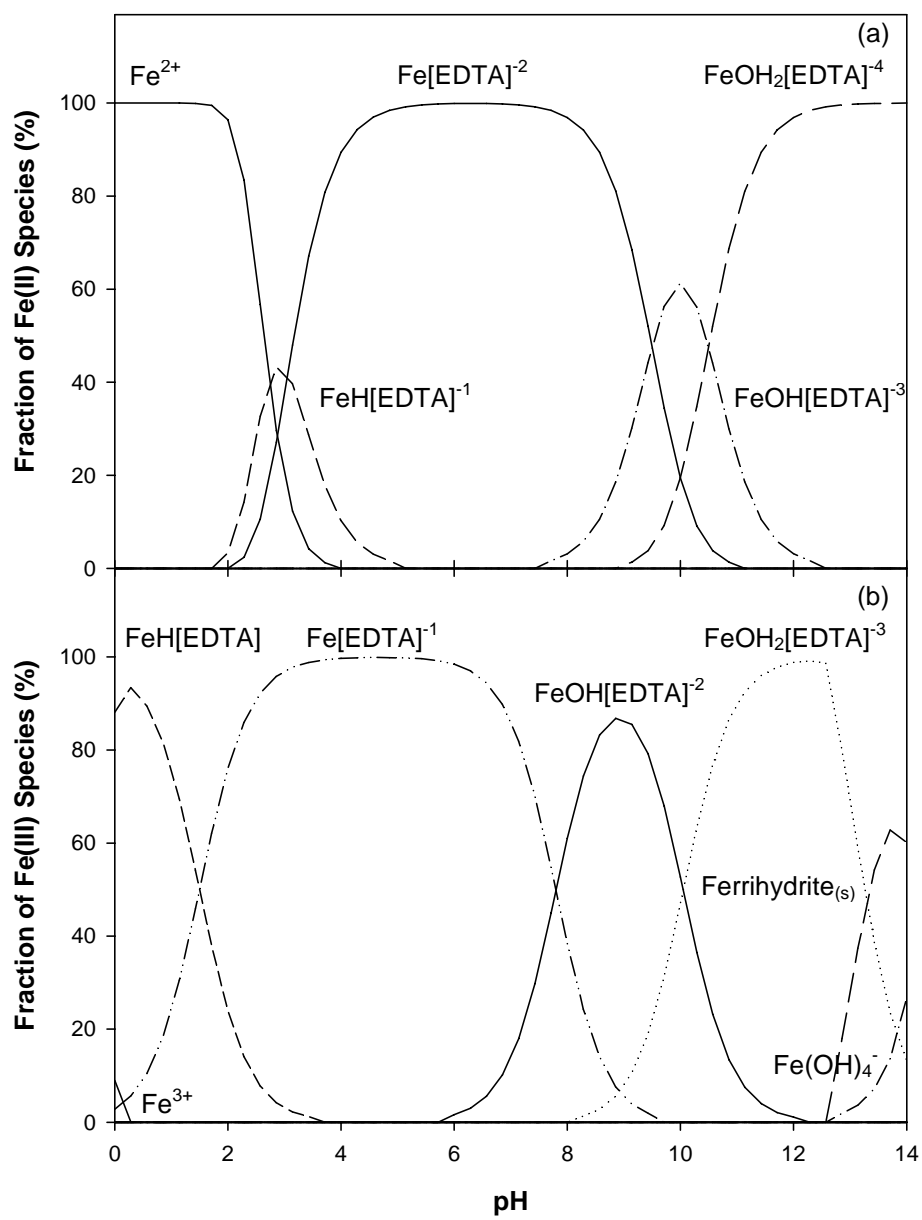 (a)
Fe²⁺ Fe[EDTA]⁻² FeOH₂[EDTA]⁻⁴
100
80
60
40
20
0
FeH[EDTA]⁻¹ FeOH[EDTA]⁻³
Fraction of Fe(II) Species (%)
(b)
FeH[EDTA] Fe[EDTA]⁻¹ FeOH₂[EDTA]⁻³
FeOH[EDTA]⁻²
100
80
60
40
20
0
Ferrihydrite₍s₎
Fe(OH)₄⁻
Fe³⁺
Fraction of Fe(III) Species (%)
0 2 4 6 8 10 12 14
pH